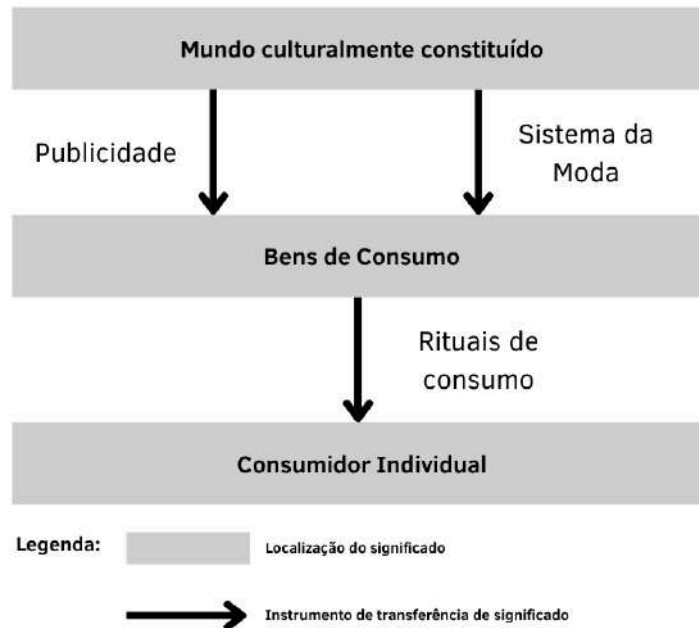 Mundo culturalmente constituído
Publicidade
Sistema da
Moda
Bens de Consumo
Rituais de
consumo
Consumidor Individual
Legenda:
Localização do significado
Instrumento de transferência de significado